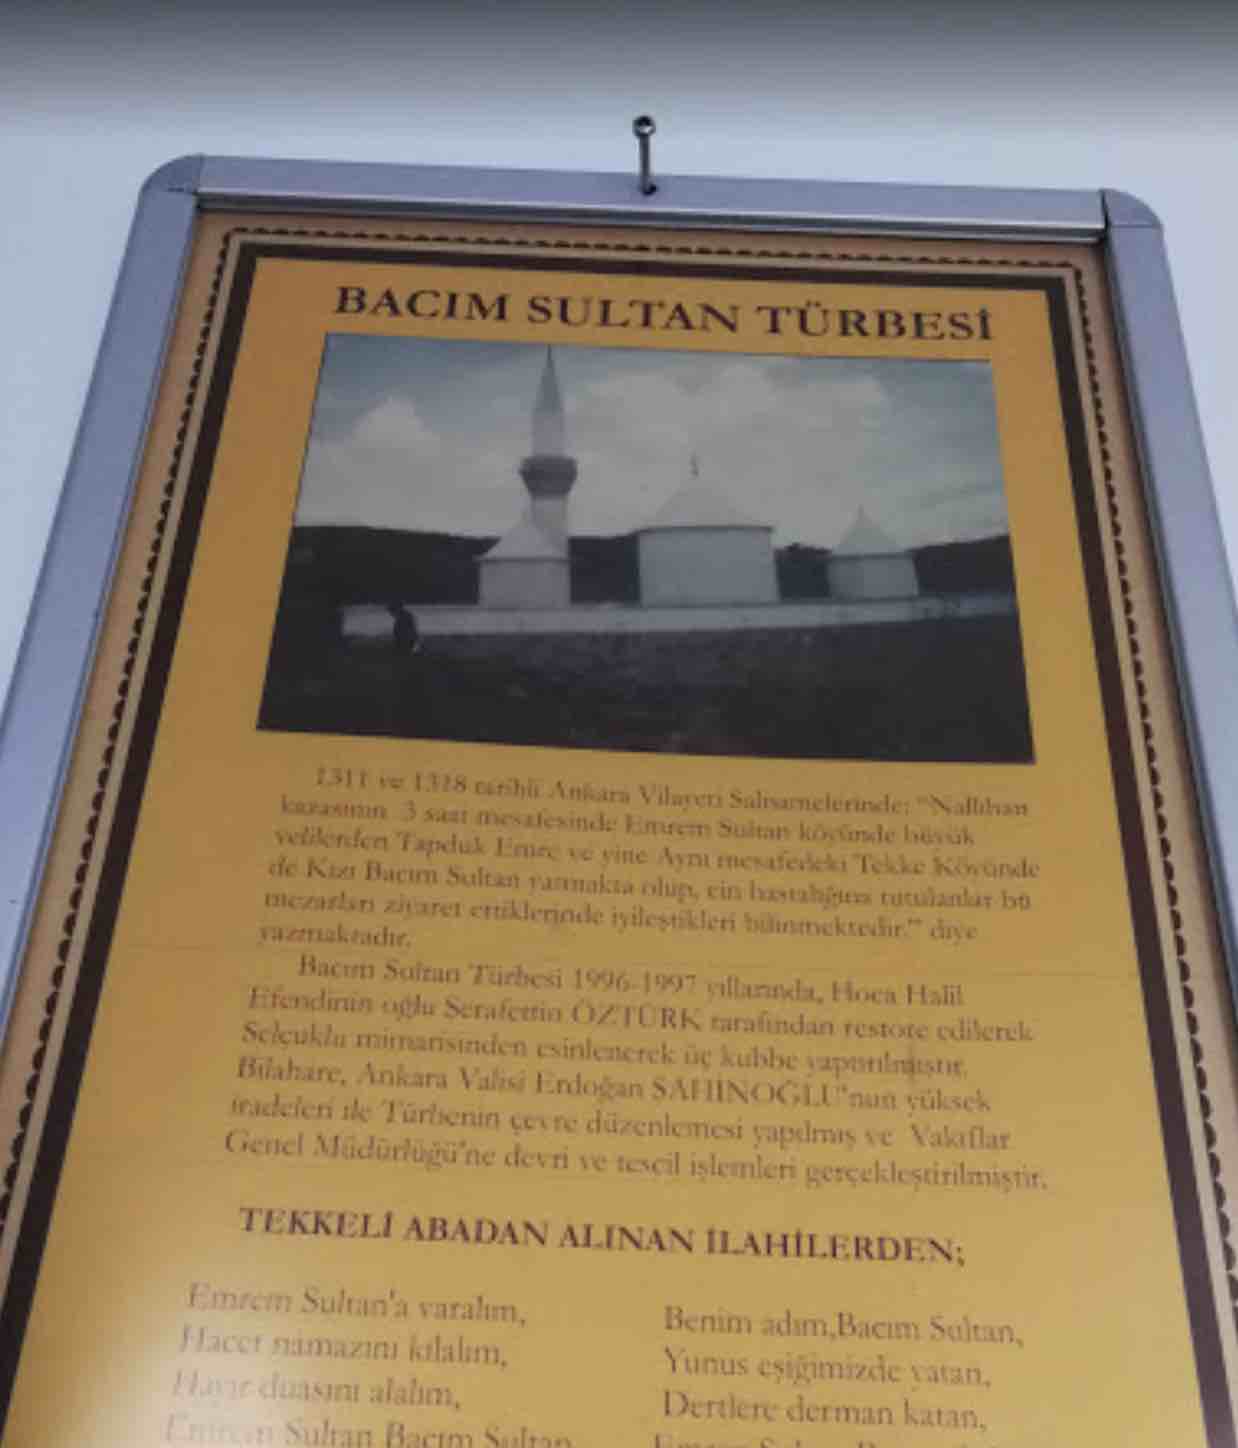 BACIM SULTAN TÜRBESİ
1311 ve 1318 tarihli Ankara Vilayeti Salnamelerinde; "Nallıhan
kazasının 3 saat mesafesinde Emrem Sultan köyünde büyük
velilerden Tapduk Emre ve yine Aynı mesafedeki Tekke Köyünde
de Kızı Bacım Sultan yatmakta olup, cin hastalığına tutulanlar bu
mezarları ziyaret ettiklerinde iyileştikleri bilinmektedir." diye
yazmaktadır.
Bacım Sultan Türbesi 1996-1997 yıllarında, Hoca Halil
Efendinin oğlu Serafettin ÖZTÜRK tarafından restore edilerek
Selçuklu mimarisinden esinlenerek üç kubbe yaptırılmıştır.
Bilahare, Ankara Valisi Erdoğan ŞAHİNOĞLU'nun yüksek
iradeleri ile Türbenin çevre düzenlemesi yapılmış ve Vakıflar
Genel Müdürlüğü'ne devri ve tescil işlemleri gerçekleştirilmiştir.
TEKKELİ ABADAN ALINAN İLAHİLERDEN;
Emrem Sultan'a varalım,
Hacet namazını kılalım,
Hayır duasını alalım,
Emrem Sultan Bacım Sultan
Benim adım,Bacım Sultan,
Yunus eşiğimizde yatan,
Dertlere derman katan,